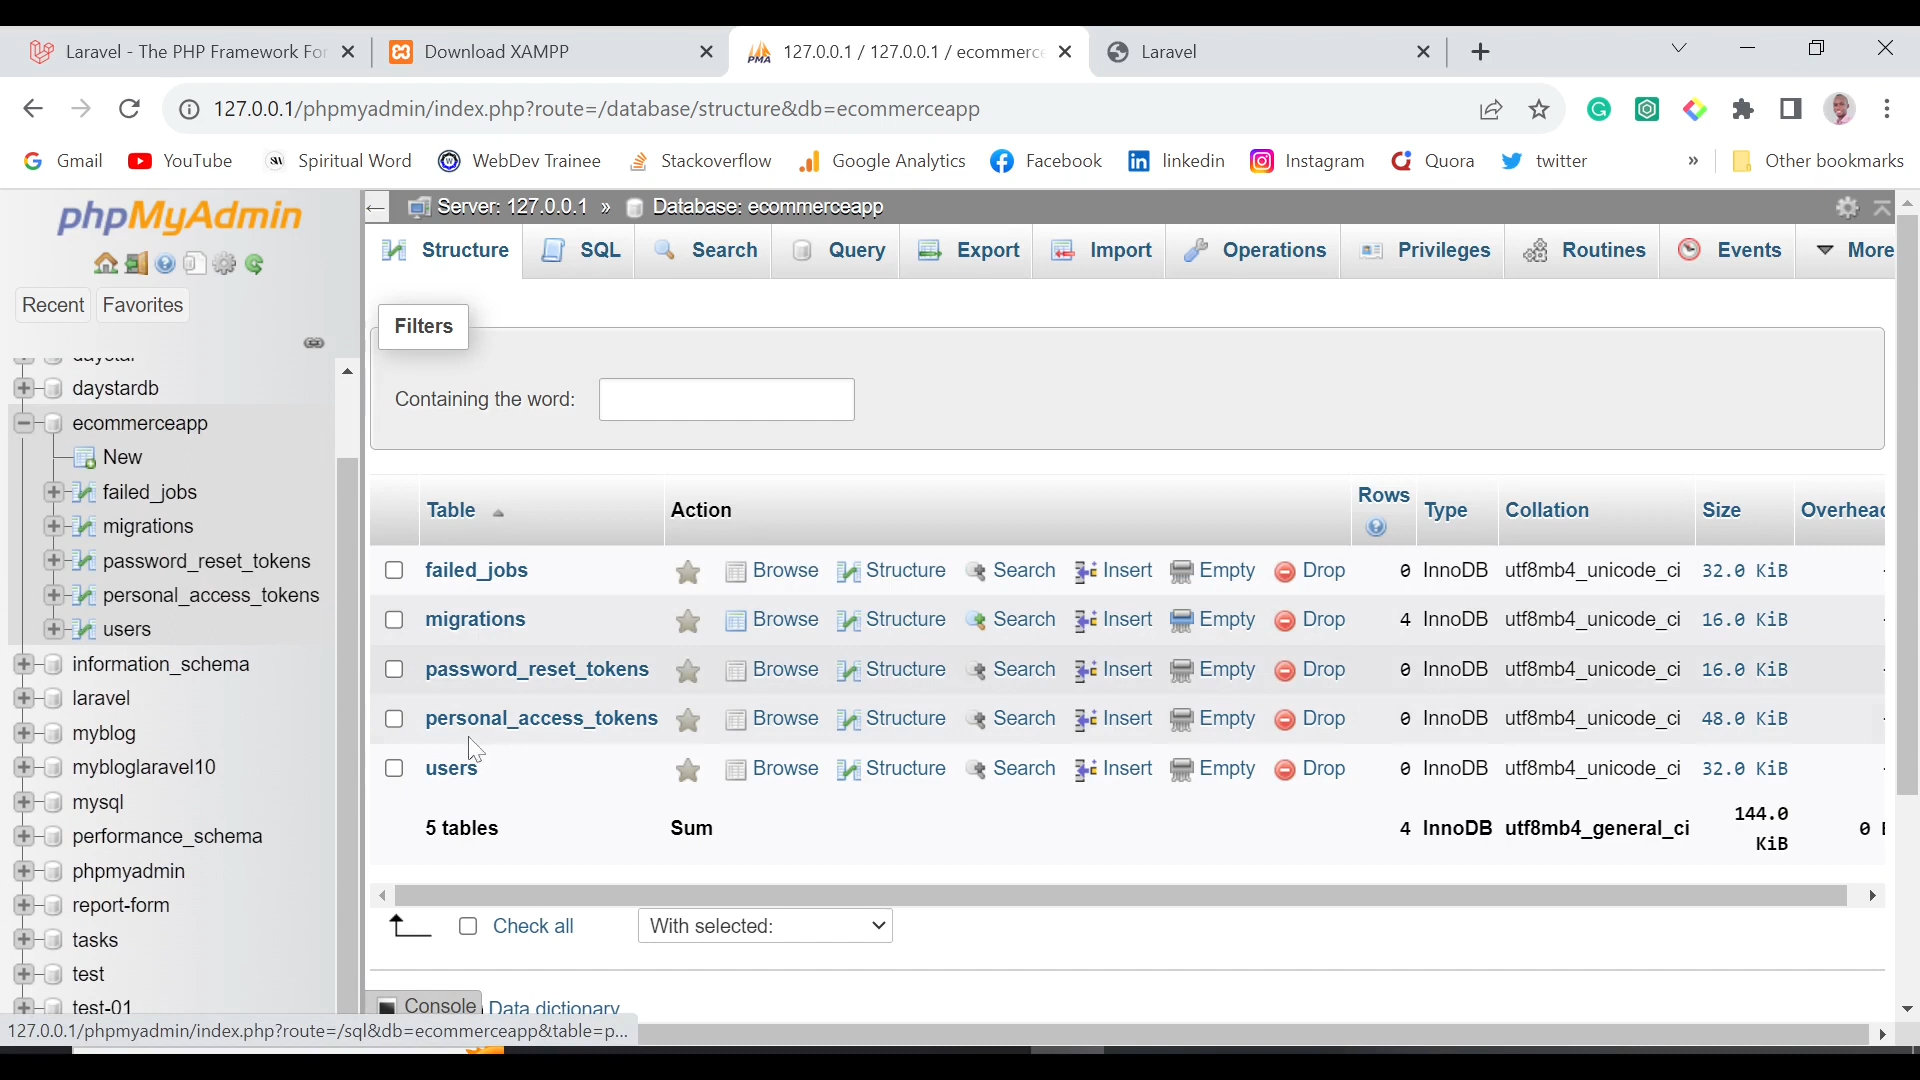 Laravel - The PHP Framework For
Download XAMPP
PMA
127.0.0.1 / 127.0.0.1 / ecommerce
Laravel
127.0.0.1/phpmyadmin/index.php?route=/database/structure&db=ecommerceapp
Gmail
YouTube
Spiritual Word
WebDev Trainee
Stackoverflow
Google Analytics
Facebook
linkedin
Instagram
Quora
twitter
»
Other bookmarks
phpMyAdmin
Recent
Favorites
daystar
daystardb
ecommerceapp
New
failed_jobs
migrations
password_reset_tokens
personal_access_tokens
users
information_schema
laravel
myblog
mybloglaravel10
mysql
performance_schema
phpmyadmin
report-form
tasks
test
test-01
Server: 127.0.0.1 » Database: ecommerceapp
Structure
SQL
Search
Query
Export
Import
Operations
Privileges
Routines
Events
More
Filters
Containing the word:
Table Action Rows Type Collation Size Overhead
failed_jobs Browse Structure Search Insert Empty Drop 0 InnoDB utf8mb4_unicode_ci 32.0 KiB -
migrations Browse Structure Search Insert Empty Drop 4 InnoDB utf8mb4_unicode_ci 16.0 KiB -
password_reset_tokens Browse Structure Search Insert Empty Drop 0 InnoDB utf8mb4_unicode_ci 16.0 KiB -
personal_access_tokens Browse Structure Search Insert Empty Drop 0 InnoDB utf8mb4_unicode_ci 48.0 KiB -
users Browse Structure Search Insert Empty Drop 0 InnoDB utf8mb4_unicode_ci 32.0 KiB -
5 tables Sum 4 InnoDB utf8mb4_general_ci 144.0 KiB 0
Check all
With selected:
Console
Data dictionary
127.0.0.1/phpmyadmin/index.php?route=/sql&db=ecommerceapp&table=p...